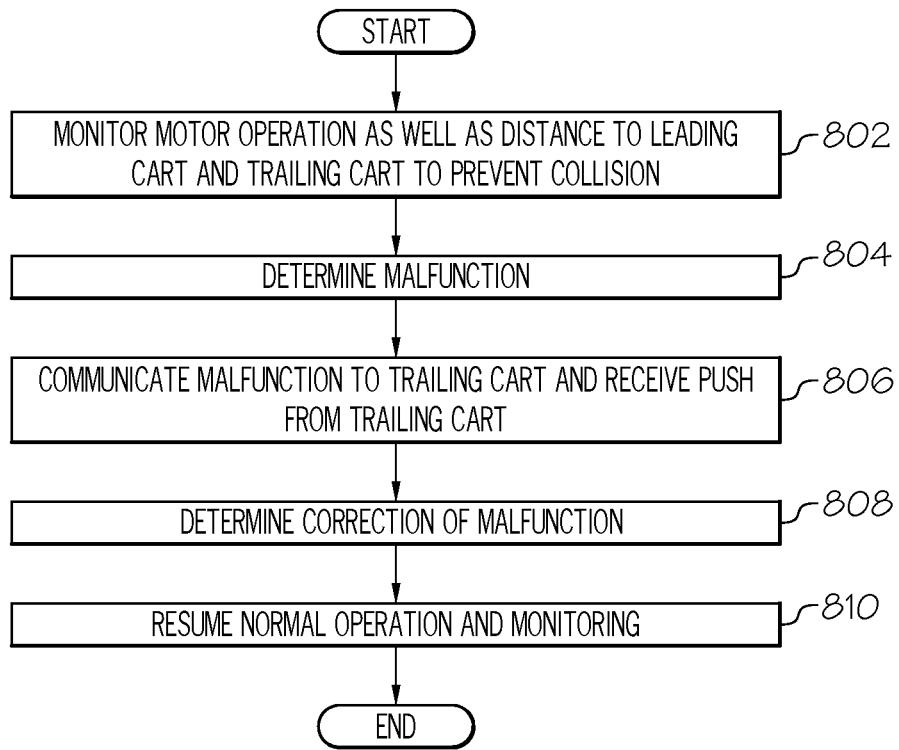 START
MONITOR MOTOR OPERATION AS WELL AS DISTANCE TO LEADING
CART AND TRAILING CART TO PREVENT COLLISION
802
DETERMINE MALFUNCTION
804
COMMUNICATE MALFUNCTION TO TRAILING CART AND RECEIVE PUSH
FROM TRAILING CART
806
DETERMINE CORRECTION OF MALFUNCTION
808
RESUME NORMAL OPERATION AND MONITORING
810
END